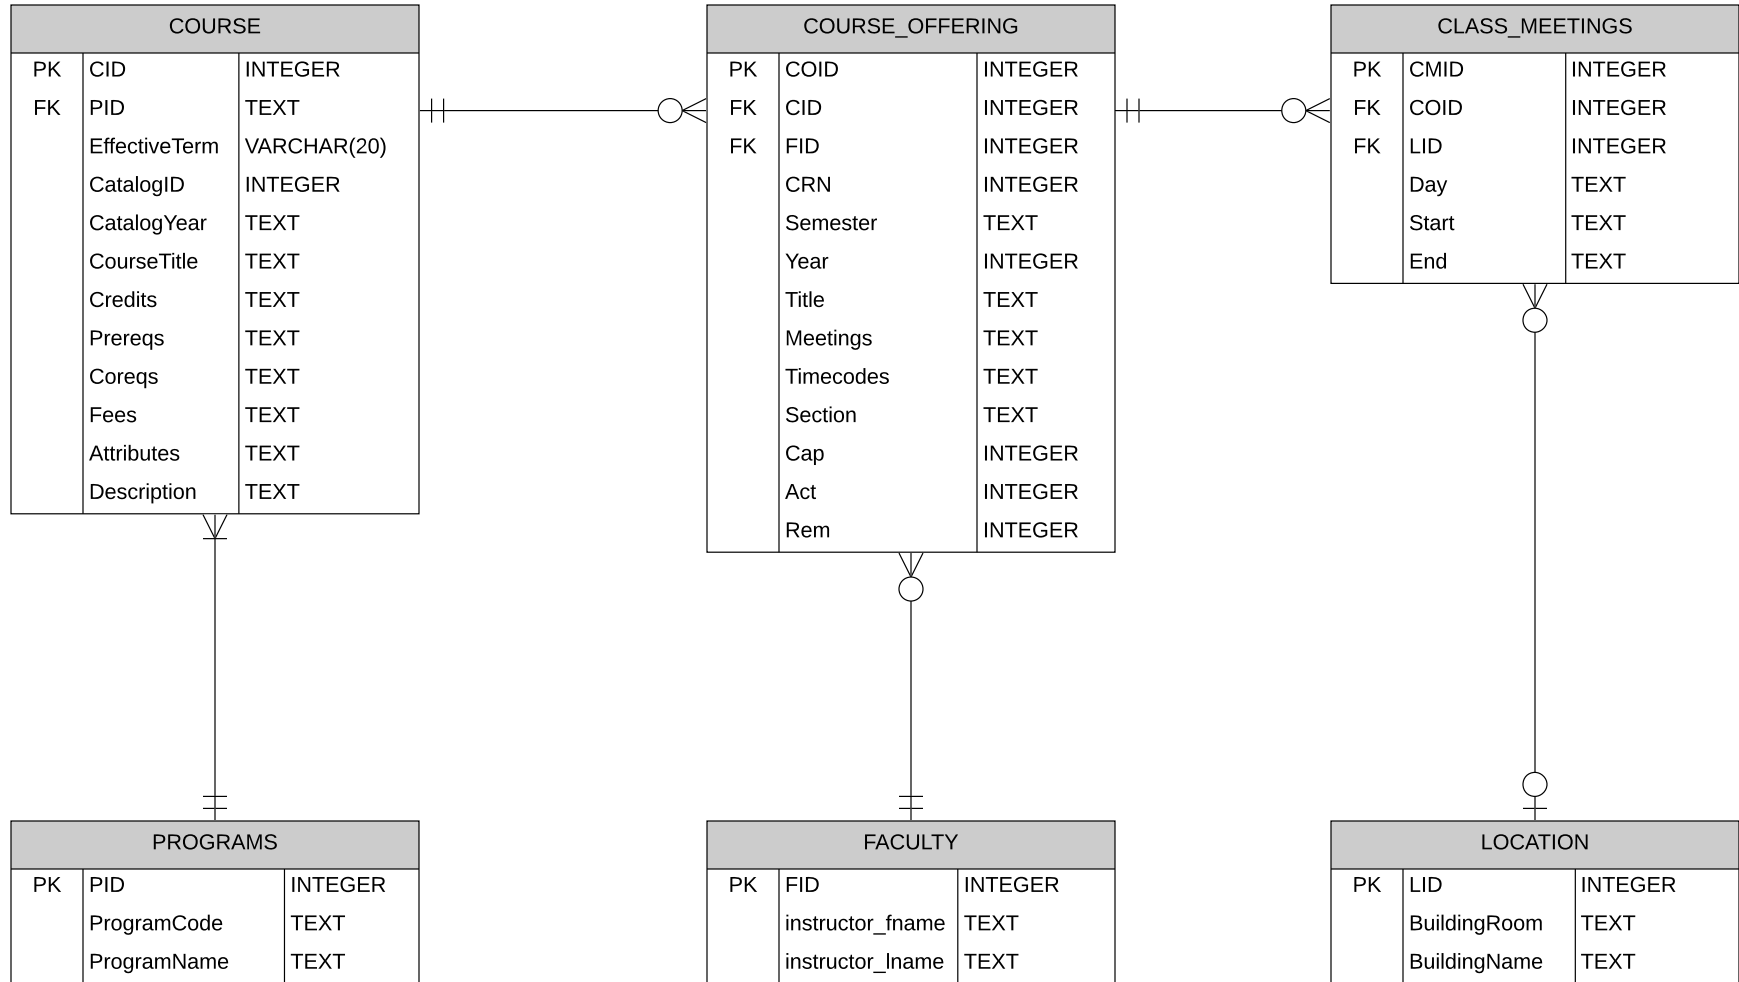 COURSE
PK CID INTEGER
FK PID TEXT
EffectiveTerm VARCHAR(20)
CatalogID INTEGER
CatalogYear TEXT
CourseTitle TEXT
Credits TEXT
Prereqs TEXT
Coreqs TEXT
Fees TEXT
Attributes TEXT
Description TEXT
COURSE_OFFERING
PK COID INTEGER
FK CID INTEGER
FK FID INTEGER
CRN INTEGER
Semester TEXT
Year INTEGER
Title TEXT
Meetings TEXT
Timecodes TEXT
Section TEXT
Cap INTEGER
Act INTEGER
Rem INTEGER
CLASS_MEETINGS
PK CMID INTEGER
FK COID INTEGER
FK LID INTEGER
Day TEXT
Start TEXT
End TEXT
PROGRAMS
PK PID INTEGER
ProgramCode TEXT
ProgramName TEXT
FACULTY
PK FID INTEGER
instructor_fname TEXT
instructor_lname TEXT
LOCATION
PK LID INTEGER
BuildingRoom TEXT
BuildingName TEXT